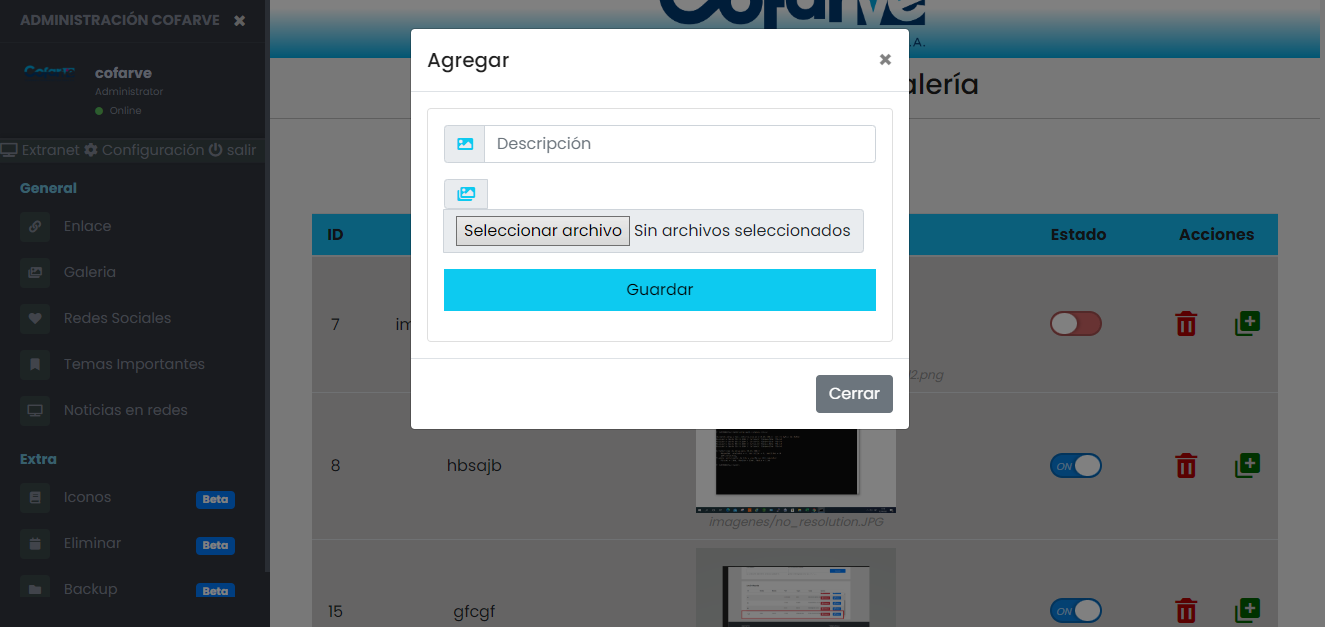 ADMINISTRACIÓN COFARVE
Cofarve
cofarve
Administrator
Online
Extranet Configuración salir
General
Enlace
Galeria
Redes Sociales
Temas Importantes
Noticias en redes
Extra
Iconos Beta
Eliminar Beta
Backup Beta
Cofarve
.A.
alería
Agregar
Descripción
Seleccionar archivo Sin archivos seleccionados
Guardar
Cerrar
ID Estado Acciones
7 im
2.png
8 hbsajb ON
imagenes/no_resolution.JPG
15 gfcgf ON